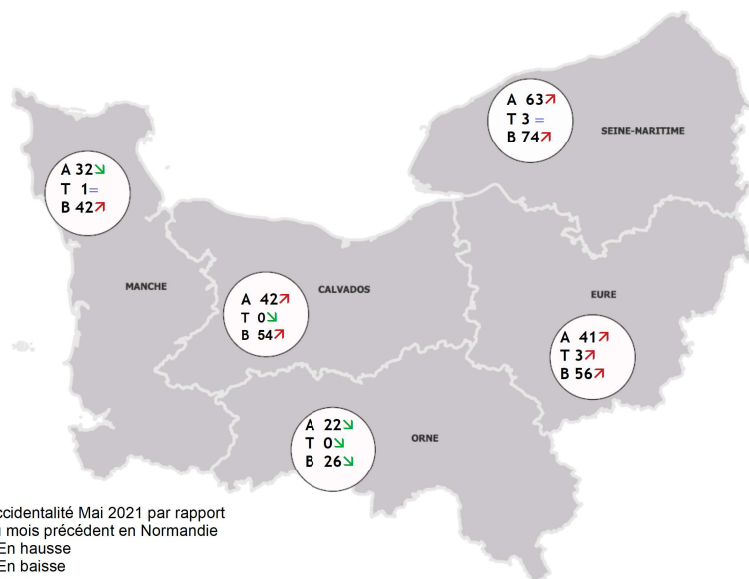 A 63↗
T 3 =
B 74↗
SEINE-MARITIME
A 32↘
T 1=
B 42↗
MANCHE
A 42↗
T 0↘
B 54↗
CALVADOS
EURE
A 41↗
T 3↗
B 56↗
A 22↘
T 0↘
B 26↘
ORNE
ccidentalité Mai 2021 par rapport
mois précédent en Normandie
En hausse
En baisse